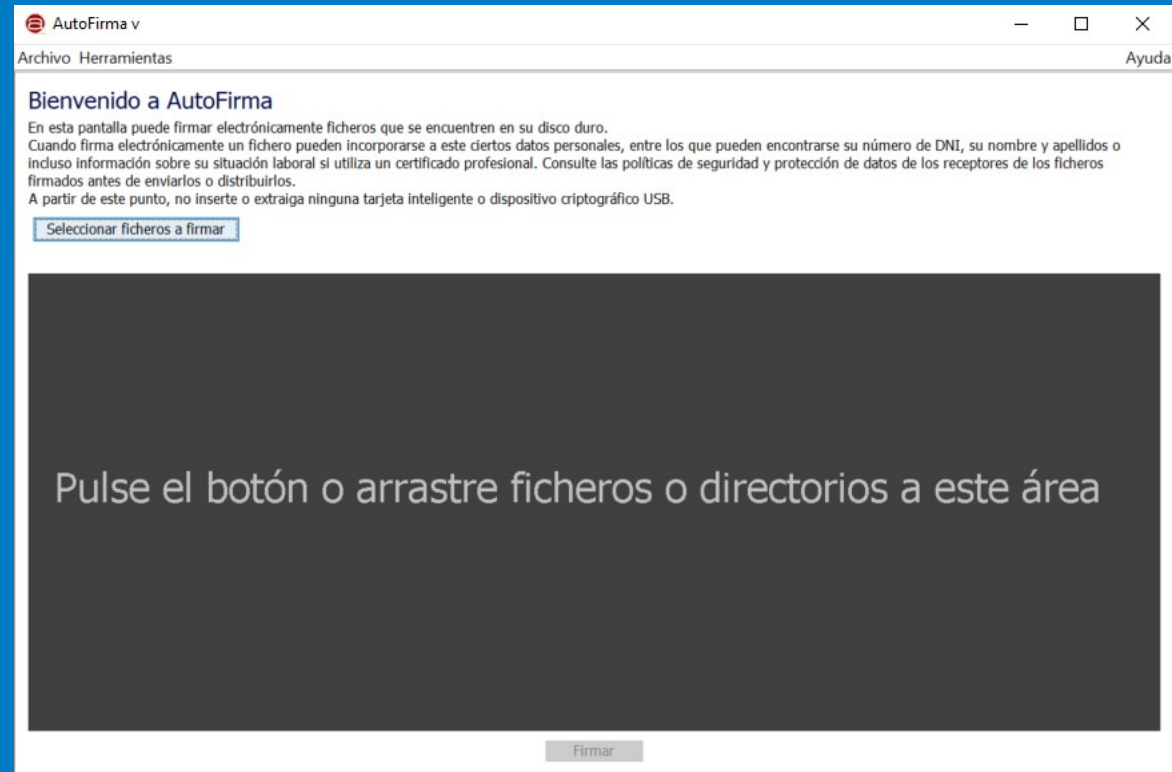 AutoFirma v
Archivo Herramientas Ayuda
Bienvenido a AutoFirma
En esta pantalla puede firmar electrónicamente ficheros que se encuentren en su disco duro.
Cuando firma electrónicamente un fichero pueden incorporarse a este ciertos datos personales, entre los que pueden encontrarse su número de DNI, su nombre y apellidos o
incluso información sobre su situación laboral si utiliza un certificado profesional. Consulte las políticas de seguridad y protección de datos de los receptores de los ficheros
firmados antes de enviarlos o distribuirlos.
A partir de este punto, no inserte o extraiga ninguna tarjeta inteligente o dispositivo criptográfico USB.
Seleccionar ficheros a firmar
Pulse el botón o arrastre ficheros o directorios a este área
Firmar